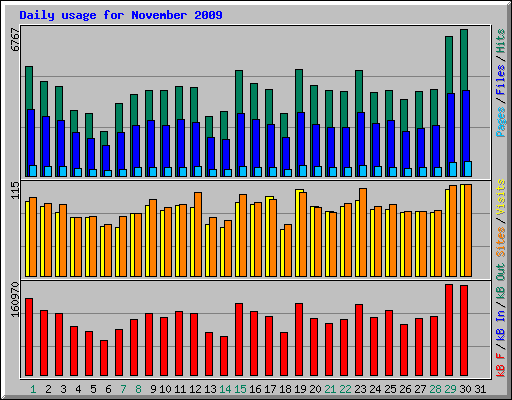 Daily usage for November 2009
6767
115
160970
Pages / Files / Hits
Sites / Visits
kB F / kB In / kB Out
1 2 3 4 5 6 7 8 9 10 11 12 13 14 15 16 17 18 19 20 21 22 23 24 25 26 27 28 29 30 31